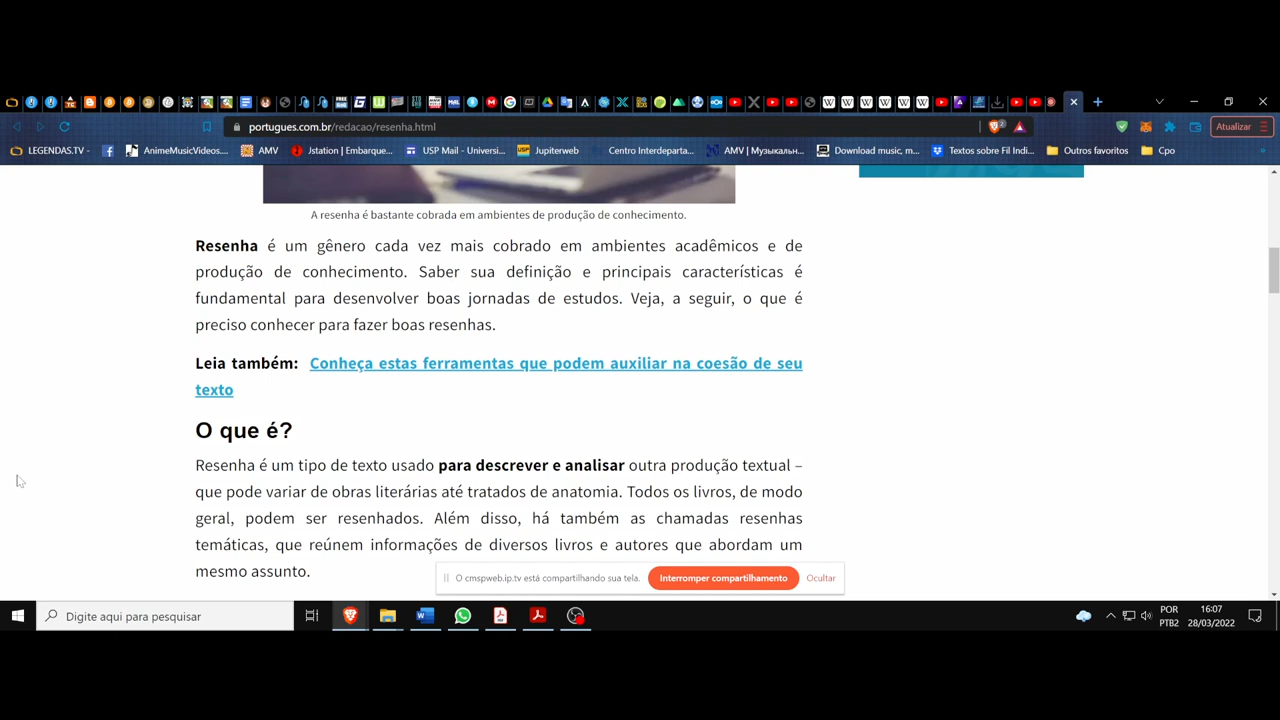 portugues.com.br/redacao/resenha.html
Atualizar
LEGENDAS.TV -
AnimeMusicVideos...
AMV
Jstation | Embarque...
USP Mail - Universi...
Jupiterweb
Centro Interdeparta...
AMV | Музыкальн...
Download music, m...
Textos sobre Fil Indi...
Outros favoritos
Cpo
A resenha é bastante cobrada em ambientes de produção de conhecimento.
Resenha é um gênero cada vez mais cobrado em ambientes acadêmicos e de
produção de conhecimento. Saber sua definição e principais características é
fundamental para desenvolver boas jornadas de estudos. Veja, a seguir, o que é
preciso conhecer para fazer boas resenhas.
Leia também: Conheça estas ferramentas que podem auxiliar na coesão de seu
texto
O que é?
Resenha é um tipo de texto usado para descrever e analisar outra produção textual –
que pode variar de obras literárias até tratados de anatomia. Todos os livros, de modo
geral, podem ser resenhados. Além disso, há também as chamadas resenhas
temáticas, que reúnem informações de diversos livros e autores que abordam um
mesmo assunto.
O cmspweb.ip.tv está compartilhando sua tela.
Interromper compartilhamento
Ocultar
Digite aqui para pesquisar
POR
PTB2
16:07
28/03/2022